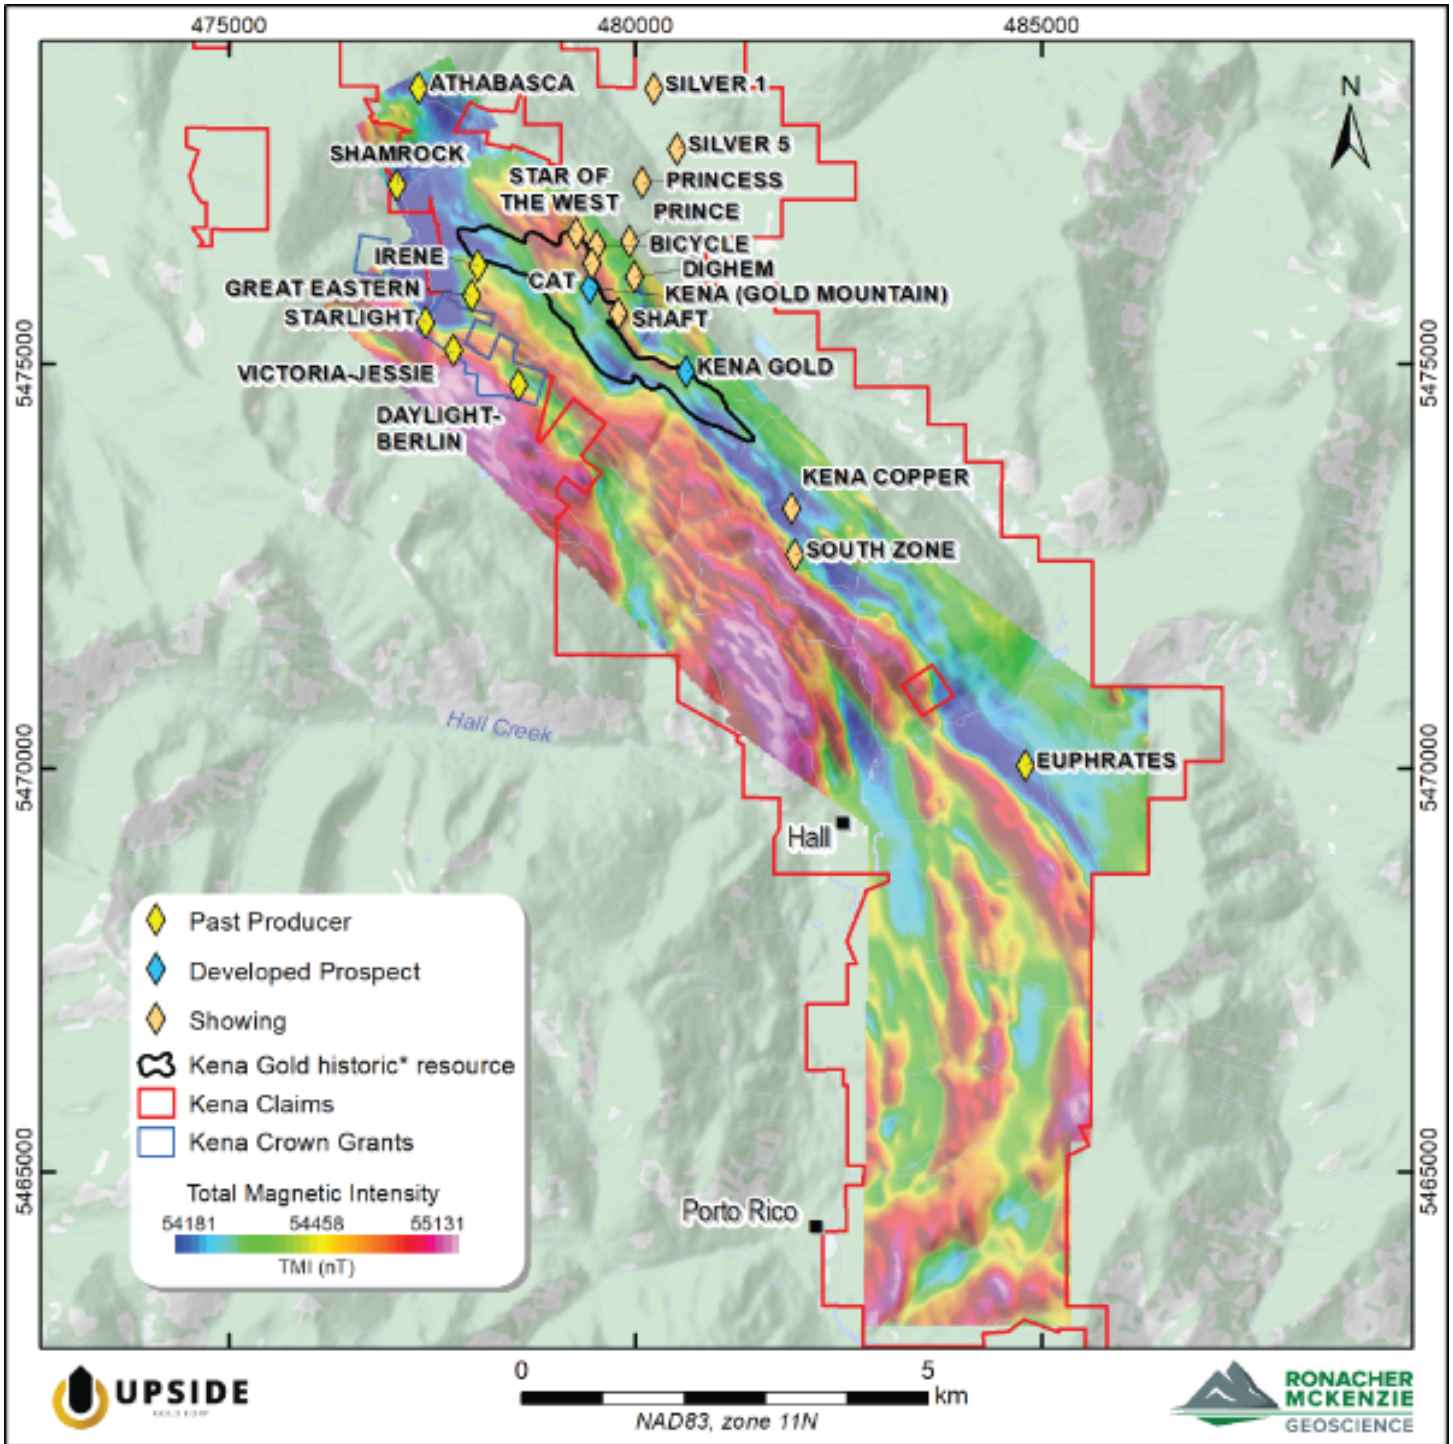 475000
480000
485000
ATHABASCA
SILVER 1
N
SHAMROCK
SILVER 5
STAR OF
THE WEST
PRINCESS
PRINCE
BICYCLE
IRENE
DIGHEM
CAT
GREAT EASTERN
KENA (GOLD MOUNTAIN)
STARLIGHT
SHAFT
5475000
5475000
VICTORIA-JESSIE
KENA GOLD
DAYLIGHT-
BERLIN
KENA COPPER
SOUTH ZONE
Hall Creek
5470000
5470000
EUPHRATES
Hall
Past Producer
Developed Prospect
Showing
Kena Gold historic* resource
Kena Claims
Kena Crown Grants
Total Magnetic Intensity
54181 54458 55131
TMI (nT)
5465000
5465000
Porto Rico
UPSIDE
GOLD CORP
0 5
km
NAD83, zone 11N
RONACHER
MCKENZIE
GEOSCIENCE